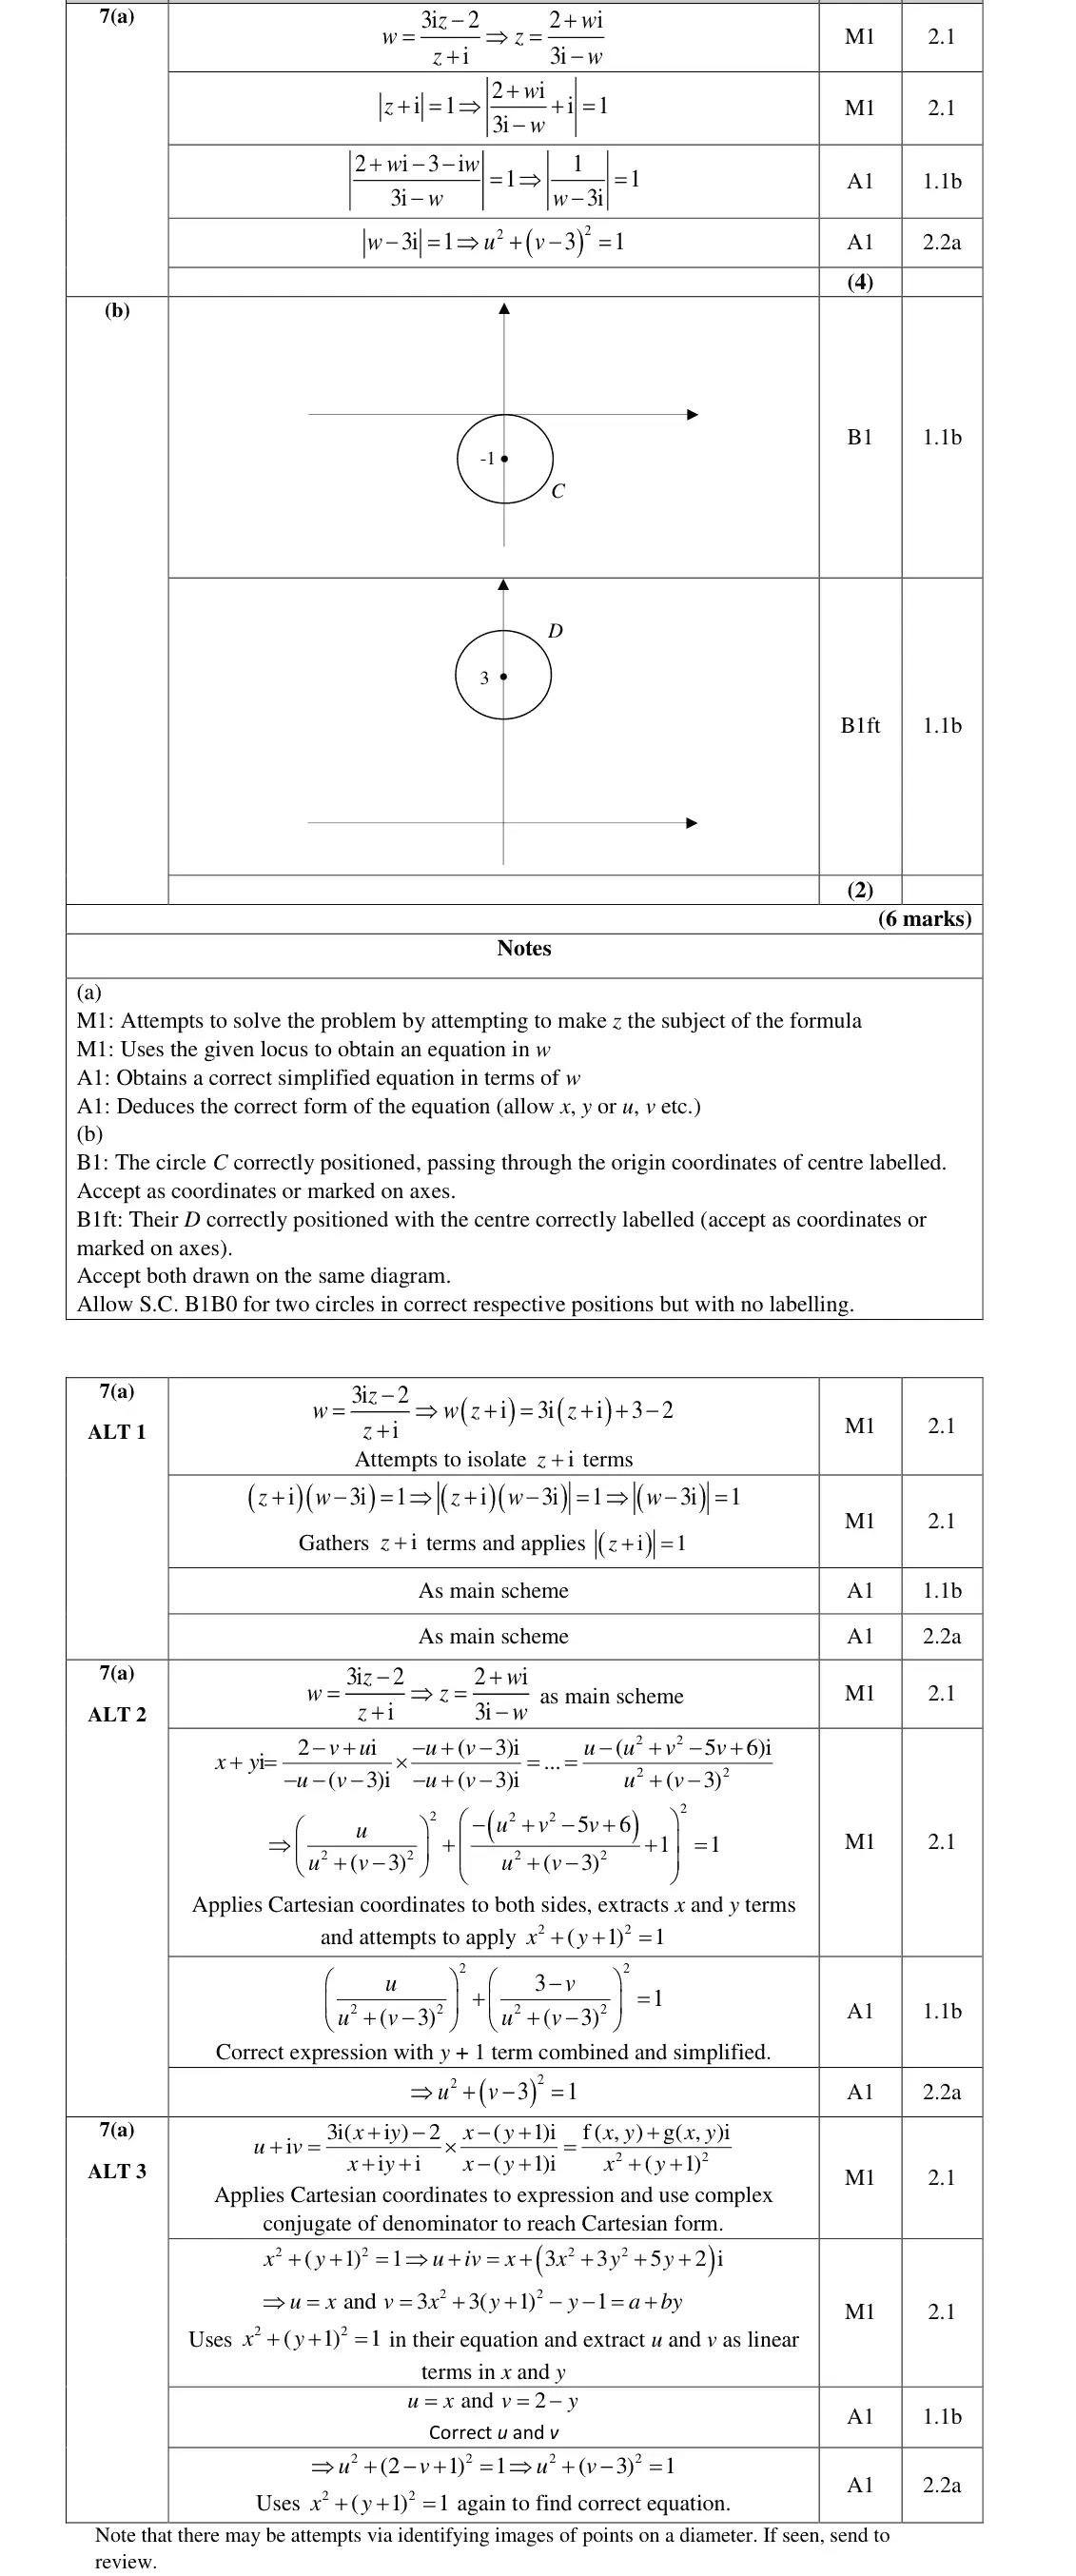 7(a)
w = (3iz − 2)/(z + i) ⇒ z = (2 + wi)/(3i − w)
M1
2.1
|z + i| = 1 ⇒ |(2 + wi)/(3i − w) + i| = 1
M1
2.1
|(2 + wi − 3 − iw)/(3i − w)| = 1 ⇒ |1/(w − 3i)| = 1
A1
1.1b
|w − 3i| = 1 ⇒ u² + (v − 3)² = 1
A1
2.2a
(4)
(b)
-1
C
B1
1.1b
D
3
B1ft
1.1b
(2)
(6 marks)
Notes
(a)
M1: Attempts to solve the problem by attempting to make z the subject of the formula
M1: Uses the given locus to obtain an equation in w
A1: Obtains a correct simplified equation in terms of w
A1: Deduces the correct form of the equation (allow x, y or u, v etc.)
(b)
B1: The circle C correctly positioned, passing through the origin coordinates of centre labelled.
Accept as coordinates or marked on axes.
B1ft: Their D correctly positioned with the centre correctly labelled (accept as coordinates or
marked on axes).
Accept both drawn on the same diagram.
Allow S.C. B1B0 for two circles in correct respective positions but with no labelling.
7(a)
ALT 1
w = (3iz − 2)/(z + i) ⇒ w(z + i) = 3i(z + i) + 3 − 2
Attempts to isolate z + i terms
M1
2.1
(z + i)(w − 3i) = 1 ⇒ |(z + i)(w − 3i)| = 1 ⇒ |(w − 3i)| = 1
Gathers z + i terms and applies |(z + i)| = 1
M1
2.1
As main scheme
A1
1.1b
As main scheme
A1
2.2a
7(a)
ALT 2
w = (3iz − 2)/(z + i) ⇒ z = (2 + wi)/(3i − w) as main scheme
M1
2.1
x + yi= (2 − v + ui)/(−u − (v − 3)i) × (−u + (v − 3)i)/(−u + (v − 3)i) = ... = (u − (u² + v² − 5v + 6)i)/(u² + (v − 3)²)
⇒ (u/(u² + (v − 3)²))² + (−(u² + v² − 5v + 6)/(u² + (v − 3)²) + 1)² = 1
Applies Cartesian coordinates to both sides, extracts x and y terms
and attempts to apply x² + (y + 1)² = 1
M1
2.1
(u/(u² + (v − 3)²))² + ((3 − v)/(u² + (v − 3)²))² = 1
Correct expression with y + 1 term combined and simplified.
A1
1.1b
⇒ u² + (v − 3)² = 1
A1
2.2a
7(a)
ALT 3
u + iv = (3i(x + iy) − 2)/(x + iy + i) × (x − (y + 1)i)/(x − (y + 1)i) = (f(x, y) + g(x, y)i)/(x² + (y + 1)²)
Applies Cartesian coordinates to expression and use complex
conjugate of denominator to reach Cartesian form.
M1
2.1
x² + (y + 1)² = 1 ⇒ u + iv = x + (3x² + 3y² + 5y + 2)i
⇒ u = x and v = 3x² + 3(y + 1)² − y − 1 = a + by
Uses x² + (y + 1)² = 1 in their equation and extract u and v as linear
terms in x and y
M1
2.1
u = x and v = 2 − y
Correct u and v
A1
1.1b
⇒ u² + (2 − v + 1)² = 1 ⇒ u² + (v − 3)² = 1
Uses x² + (y + 1)² = 1 again to find correct equation.
A1
2.2a
Note that there may be attempts via identifying images of points on a diameter. If seen, send to
review.